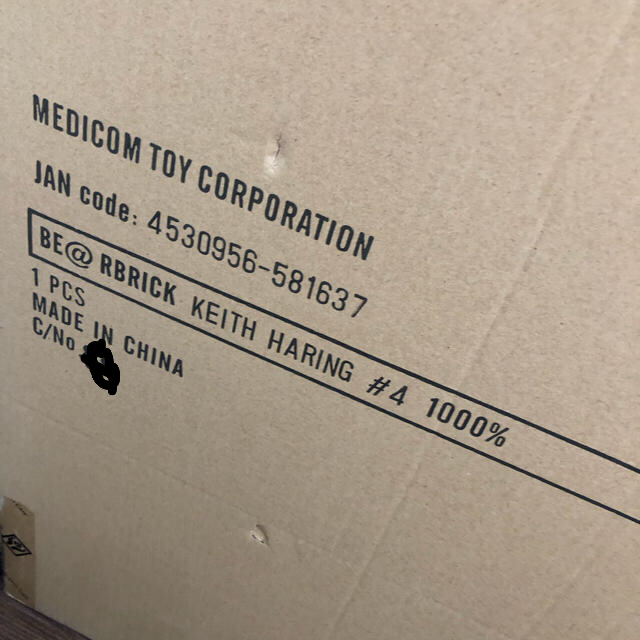 MEDICOM TOY CORPORATION
JAN code: 4530956-581637
BE@RBRICK KEITH HARING #4 1000%
1 PCS
MADE IN CHINA
C/No